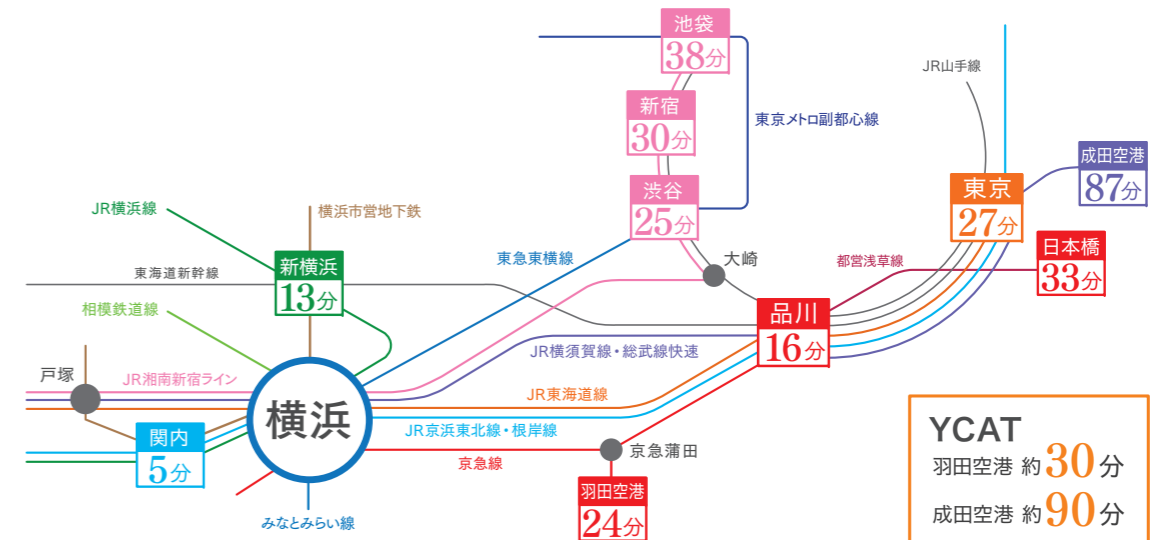 池袋
38分
JR山手線
新宿
30分
東京メトロ副都心線
成田空港
87分
渋谷
25分
東京
27分
JR横浜線
横浜市営地下鉄
東急東横線
大崎
都営浅草線
日本橋
33分
新横浜
13分
東海道新幹線
相模鉄道線
品川
16分
JR横須賀線・総武線快速
戸塚
JR湘南新宿ライン
JR東海道線
横浜
関内
5分
JR京浜東北線・根岸線
京急線
京急蒲田
羽田空港
24分
みなとみらい線
YCAT
羽田空港 約30分
成田空港 約90分